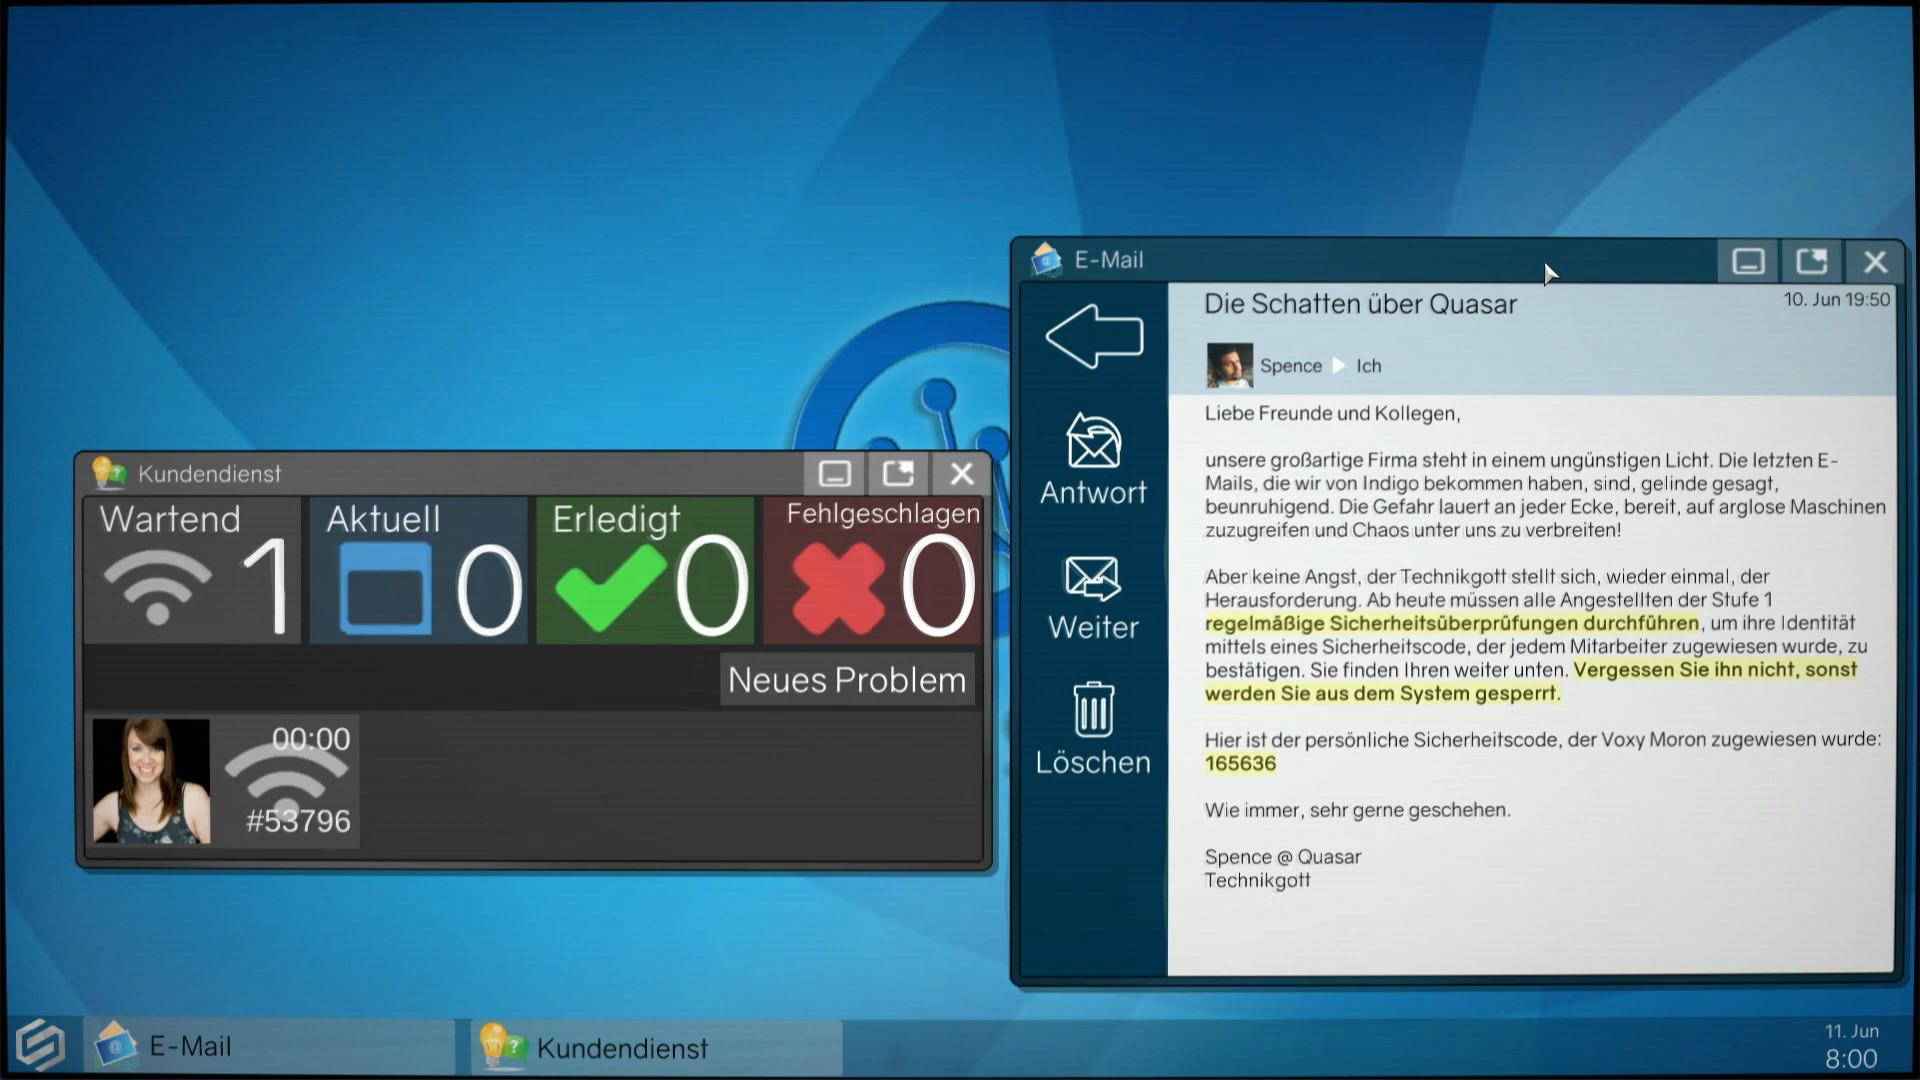 E-Mail
Die Schatten über Quasar
10. Jun 19:50
Spence Ich
Antwort
Weiter
Löschen
Liebe Freunde und Kollegen,
unsere großartige Firma steht in einem ungünstigen Licht. Die letzten E-
Mails, die wir von Indigo bekommen haben, sind, gelinde gesagt,
beunruhigend. Die Gefahr lauert an jeder Ecke, bereit, auf arglose Maschinen
zuzugreifen und Chaos unter uns zu verbreiten!
Aber keine Angst, der Technikgott stellt sich, wieder einmal, der
Herausforderung. Ab heute müssen alle Angestellten der Stufe 1
regelmäßige Sicherheitsüberprüfungen durchführen, um ihre Identität
mittels eines Sicherheitscode, der jedem Mitarbeiter zugewiesen wurde, zu
bestätigen. Sie finden Ihren weiter unten. Vergessen Sie ihn nicht, sonst
werden Sie aus dem System gesperrt.
Hier ist der persönliche Sicherheitscode, der Voxy Moron zugewiesen wurde:
165636
Wie immer, sehr gerne geschehen.
Spence @ Quasar
Technikgott
Kundendienst
Wartend
1
Aktuell
0
Erledigt
0
Fehlgeschlagen
0
Neues Problem
00:00
#53796
E-Mail
Kundendienst
11. Jun
8:00